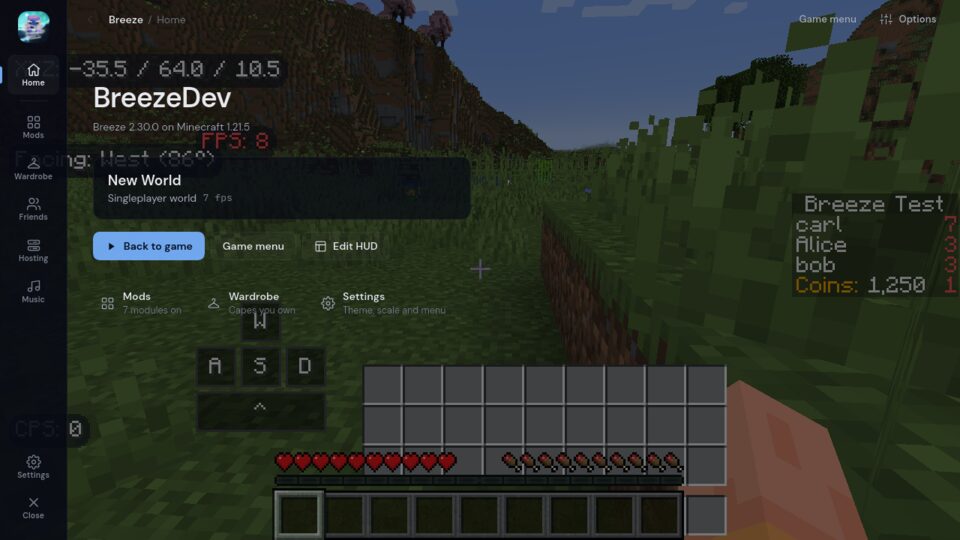 Breeze / Home
Game menu
Options
Home
-35.5 / 64.0 / 10.5
BreezeDev
Breeze 2.30.0 on Minecraft 1.21.5
FPS: 8
Mods
Facing: West (86°)
Wardrobe
New World
Singleplayer world 7 fps
Friends
Breeze Test
carl 7
Alice 3
bob 3
Coins: 1,250 1
Hosting
Back to game
Game menu
Edit HUD
Music
Mods
7 modules on
Wardrobe
Capes you own
Settings
Theme, scale and menu
W
A S D
^
CPS: 0
Settings
Close